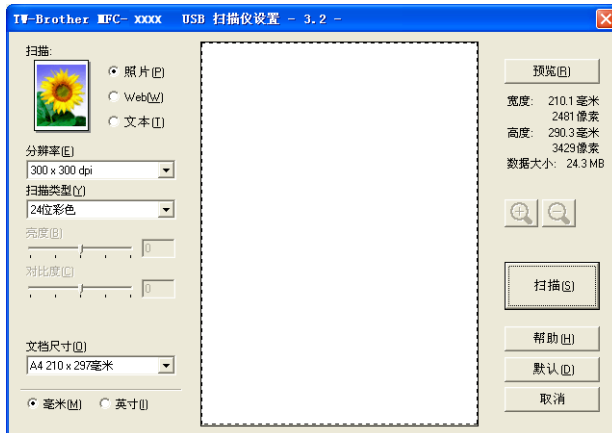 TW-Brother MFC- XXXX USB 扫描仪设置 - 3.2 -
扫描:
照片(P)
Web(W)
文本(T)
分辨率(E)
300 x 300 dpi
扫描类型(Y)
24位彩色
亮度(B)
0
对比度(C)
0
文档尺寸(O)
A4 210 x 297毫米
毫米(M) 英寸(I)
预览(R)
宽度: 210.1 毫米
2481 像素
高度: 290.3 毫米
3429 像素
数据大小: 24.3 MB
扫描(S)
帮助(H)
默认(D)
取消